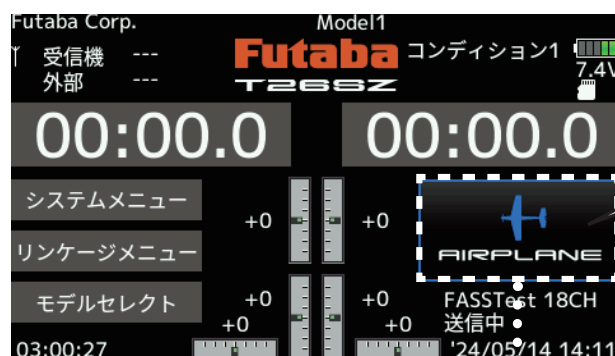 Futaba Corp.
Model1
受信機 ---
外部 ---
Futaba
T26SZ
コンディション1
7.4V
00:00.0
00:00.0
システムメニュー
リンケージメニュー
モデルセレクト
+0
+0
+0
+0
+0
+0
AIRPLANE
FASSTest 18CH
送信中
03:00:27
'24/05/14 14:11